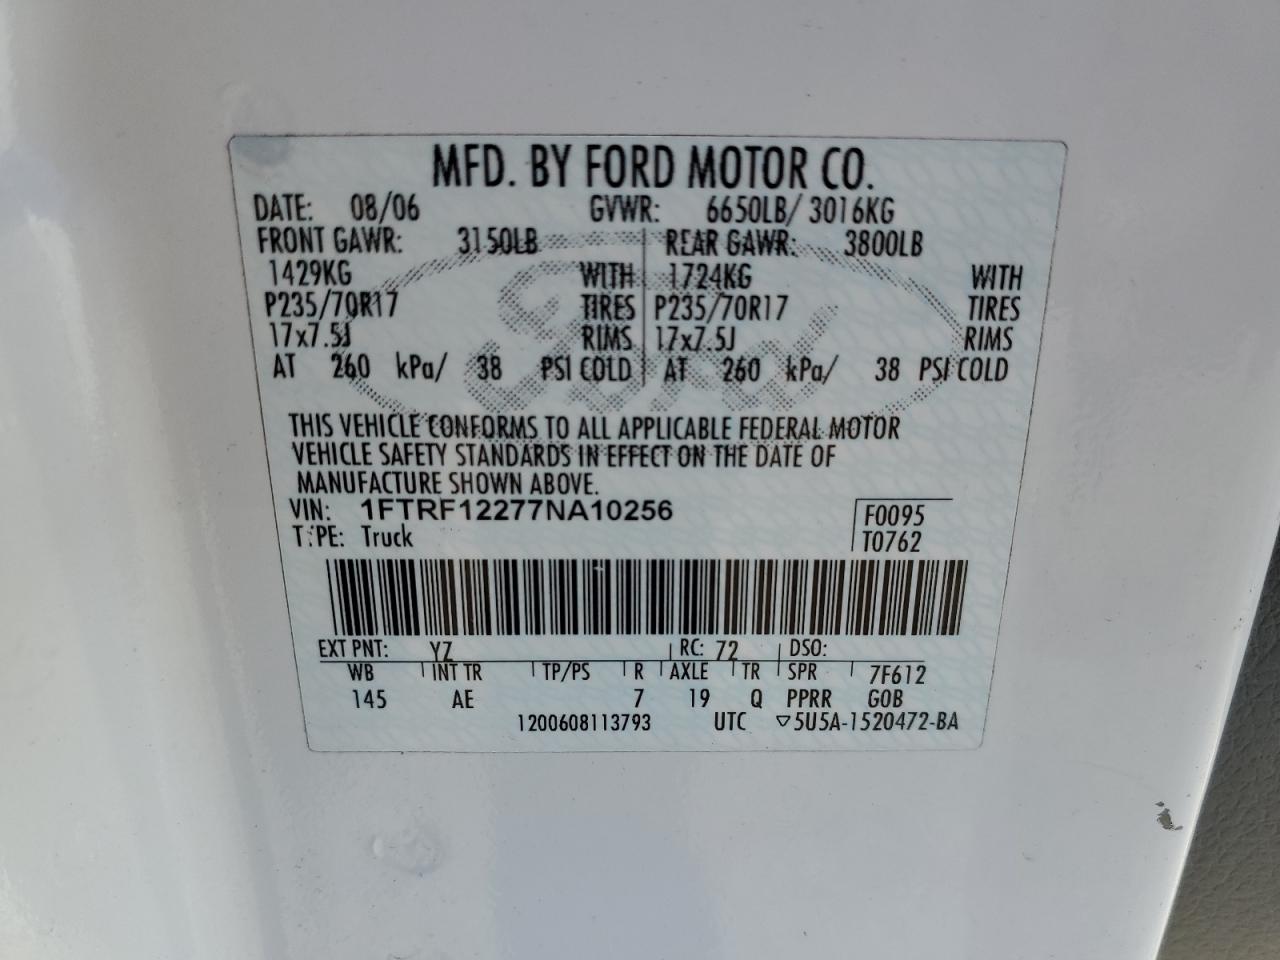 MFD. BY FORD MOTOR CO.
DATE: 08/06 GVWR: 6650LB/ 3016KG
FRONT GAWR: 3150LB REAR GAWR: 3800LB
1429KG WITH 1724KG WITH
P235/70R17 TIRES P235/70R17 TIRES
17x7.5J RIMS 17x7.5J RIMS
AT 260 kPa/ 38 PSI COLD AT 260 kPa/ 38 PSI COLD
Ford
THIS VEHICLE CONFORMS TO ALL APPLICABLE FEDERAL MOTOR
VEHICLE SAFETY STANDARDS IN EFFECT ON THE DATE OF
MANUFACTURE SHOWN ABOVE.
VIN: 1FTRF12277NA10256 F0095
TYPE: Truck T0762
EXT PNT: YZ RC: 72 DSO:
WB INT TR TP/PS R AXLE TR SPR 7F612
145 AE 7 19 Q PPRR GOB
1200608113793 UTC ▽5U5A-1520472-BA